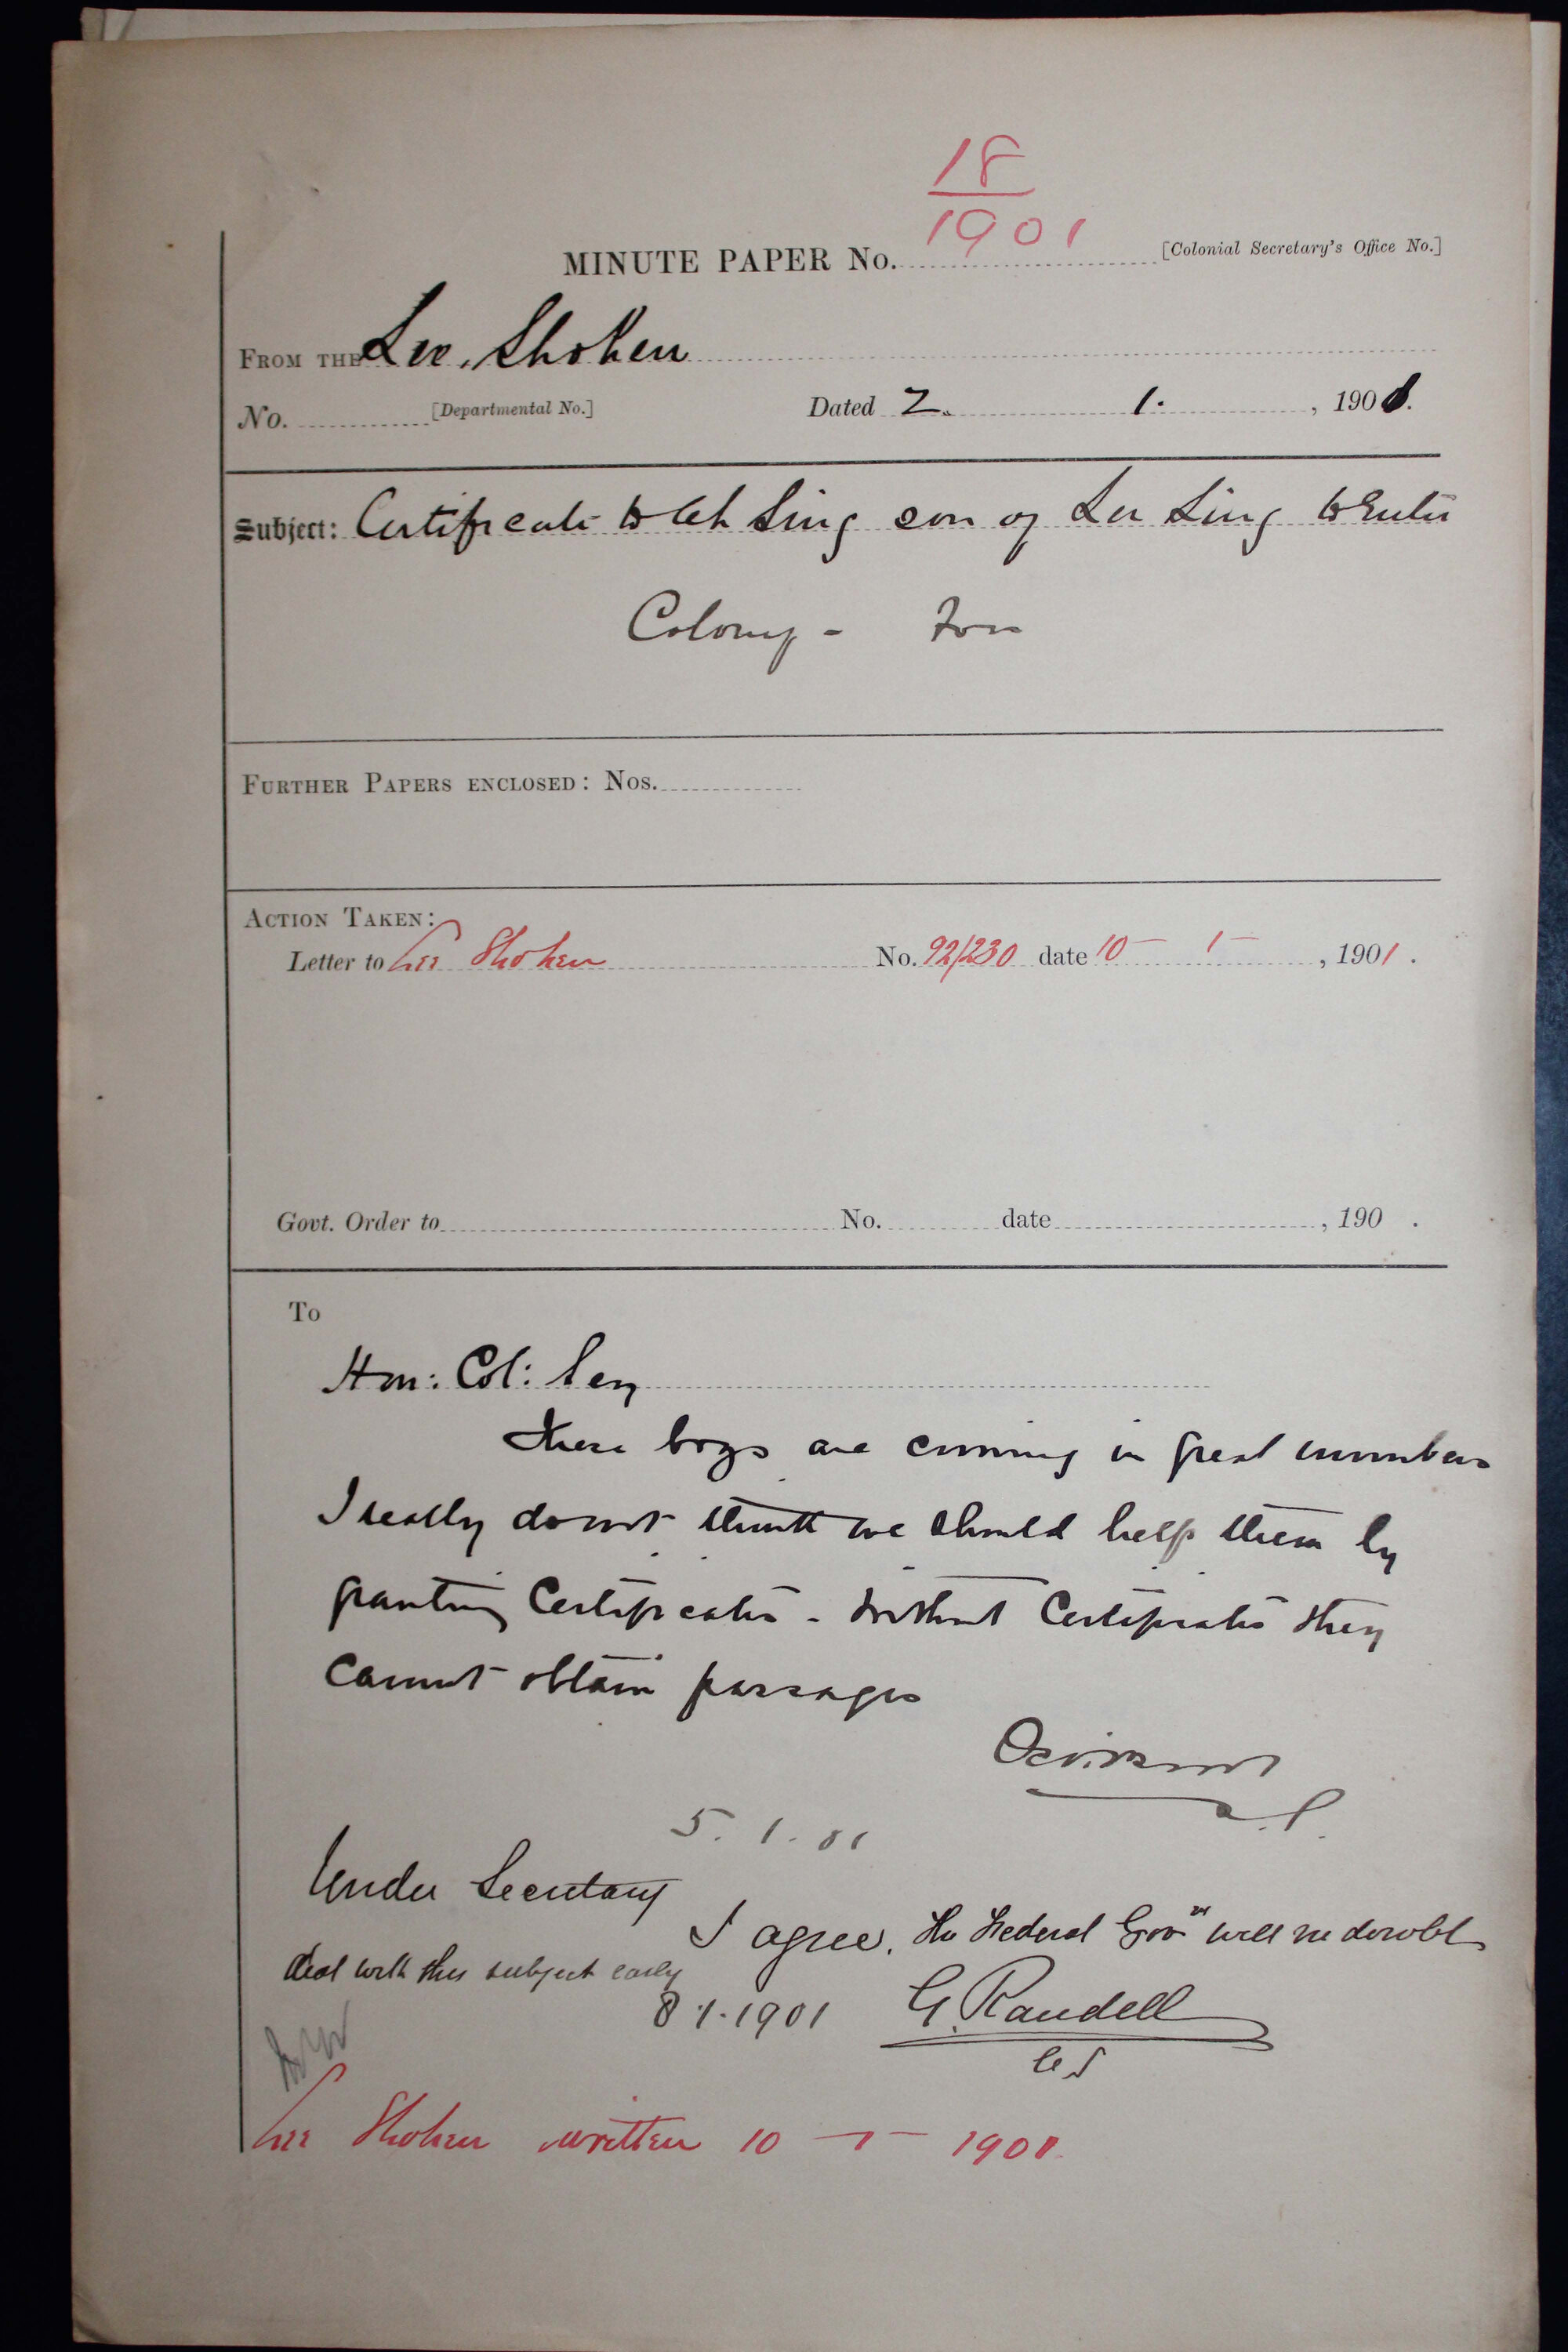 18
1901
MINUTE PAPER No. [Colonial Secretary's Office No.]
FROM THE Lee Shoken
No. [Departmental No.] Dated 2. 1. , 1901.
Subject: Certificate to Ah Sing son of Lee Sing to Enter
Colony -
FURTHER PAPERS ENCLOSED: Nos.
ACTION TAKEN:
Letter to Lee Shoken No. 92/230 date 10 - 1 - , 1901.
Govt. Order to No. date , 190 .
To
Hon: Col: Secy
These boys are coming in great numbers
I really do not think we should help them by
granting Certificates - Without Certificates they
cannot obtain passages
5. 1. 01
Under Secretary
I agree. The Federal Govmt will no doubt
deal with this subject early
8.1.1901 G. Randell
CS
Lee Shoken written 10 - 1 - 1901